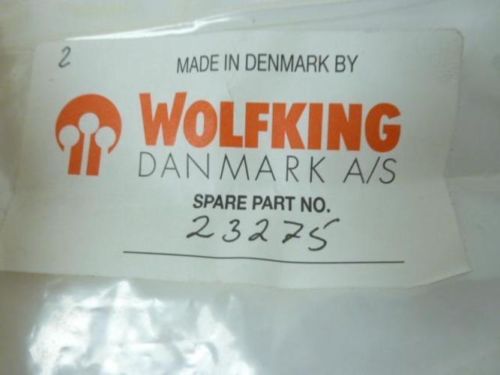 2
MADE IN DENMARK BY
WOLFKING
DANMARK A/S
SPARE PART NO.
23275